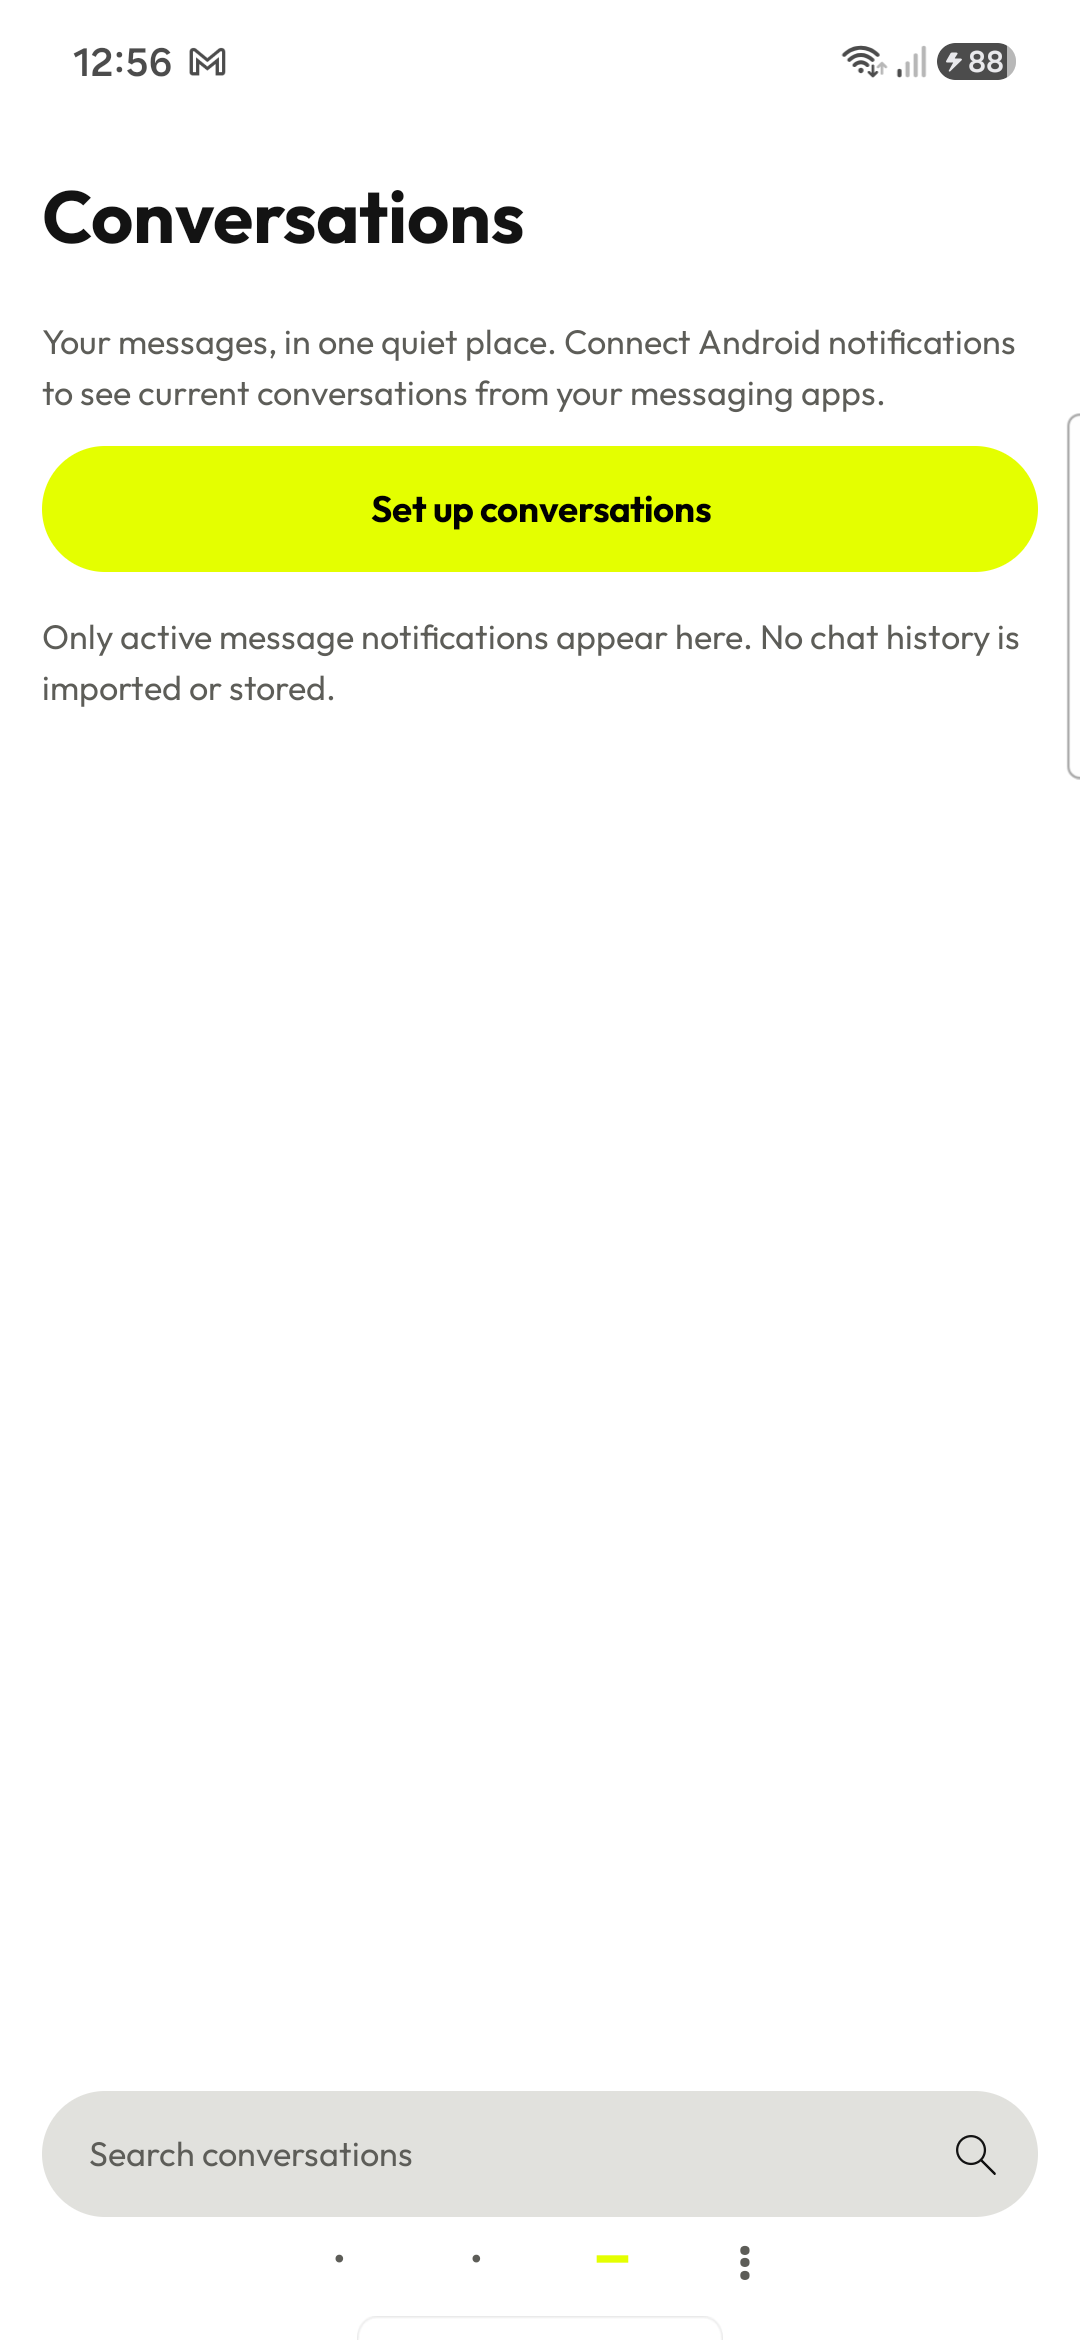 12:56
88
Conversations
Your messages, in one quiet place. Connect Android notifications
to see current conversations from your messaging apps.
Set up conversations
Only active message notifications appear here. No chat history is
imported or stored.
Search conversations